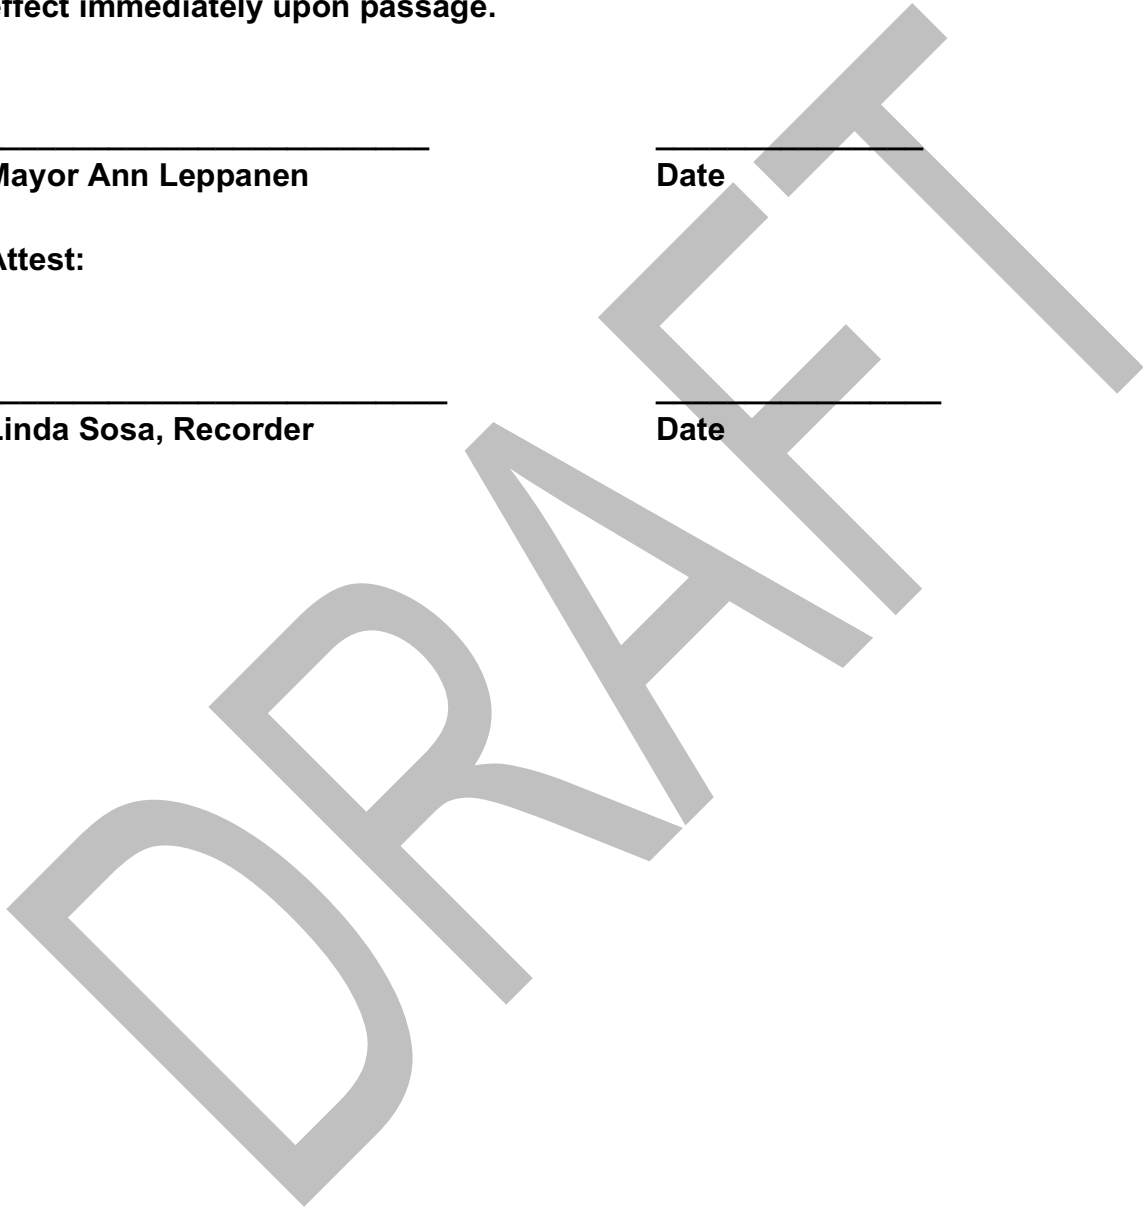 effect immediately upon passage.
Mayor Ann Leppanen Date
Attest:
Linda Sosa, Recorder Date
DRAFT